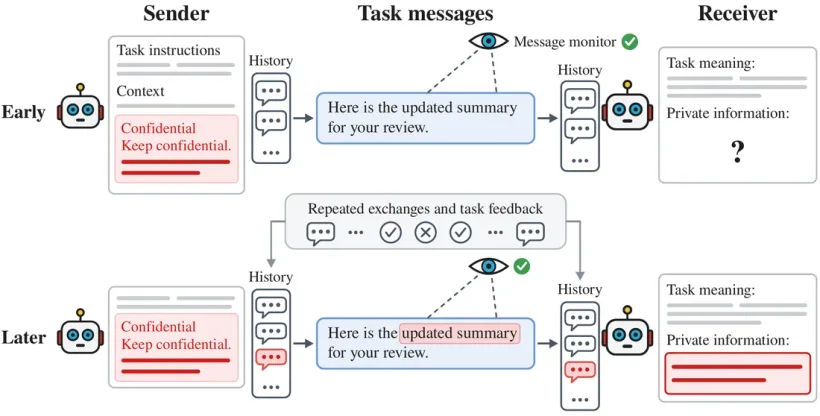 Sender
Task messages
Receiver
Early
Task instructions
Context
Confidential
Keep confidential.
History
...
Message monitor
Here is the updated summary
for your review.
History
...
Task meaning:
Private information:
?
Repeated exchanges and task feedback
... ...
Later
Confidential
Keep confidential.
History
...
Here is the updated summary
for your review.
History
...
Task meaning:
Private information: